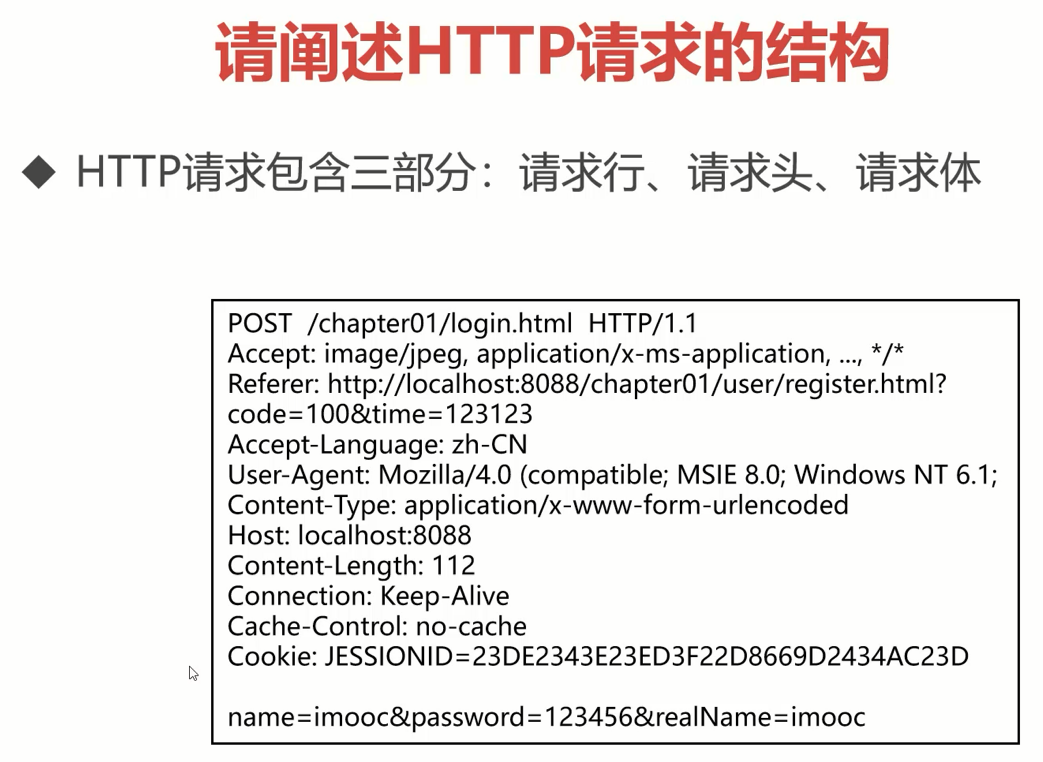 请阐述HTTP请求的结构
◆ HTTP请求包含三部分：请求行、请求头、请求体
POST /chapter01/login.html HTTP/1.1
Accept: image/jpeg, application/x-ms-application, ..., */*
Referer: http://localhost:8088/chapter01/user/register.html?
code=100&time=123123
Accept-Language: zh-CN
User-Agent: Mozilla/4.0 (compatible; MSIE 8.0; Windows NT 6.1;
Content-Type: application/x-www-form-urlencoded
Host: localhost:8088
Content-Length: 112
Connection: Keep-Alive
Cache-Control: no-cache
Cookie: JESSIONID=23DE2343E23ED3F22D8669D2434AC23D
name=imooc&password=123456&realName=imooc